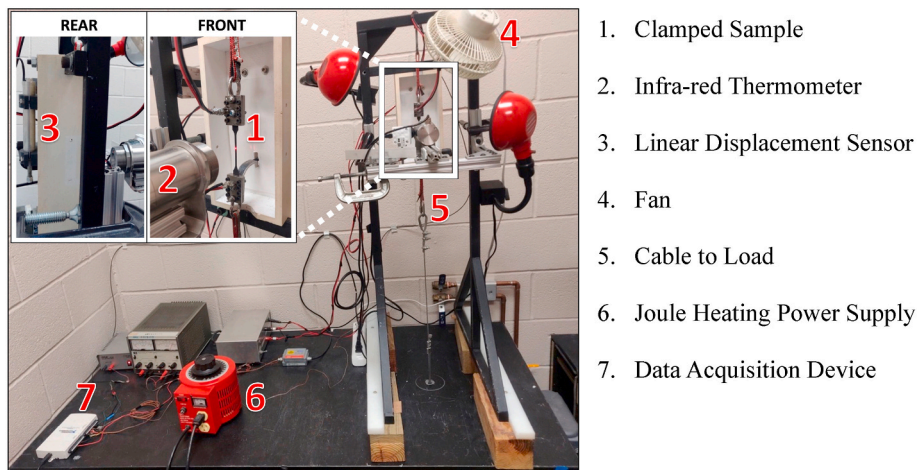 REAR
FRONT
3
2
1
4
5
6
7
1. Clamped Sample
2. Infra-red Thermometer
3. Linear Displacement Sensor
4. Fan
5. Cable to Load
6. Joule Heating Power Supply
7. Data Acquisition Device